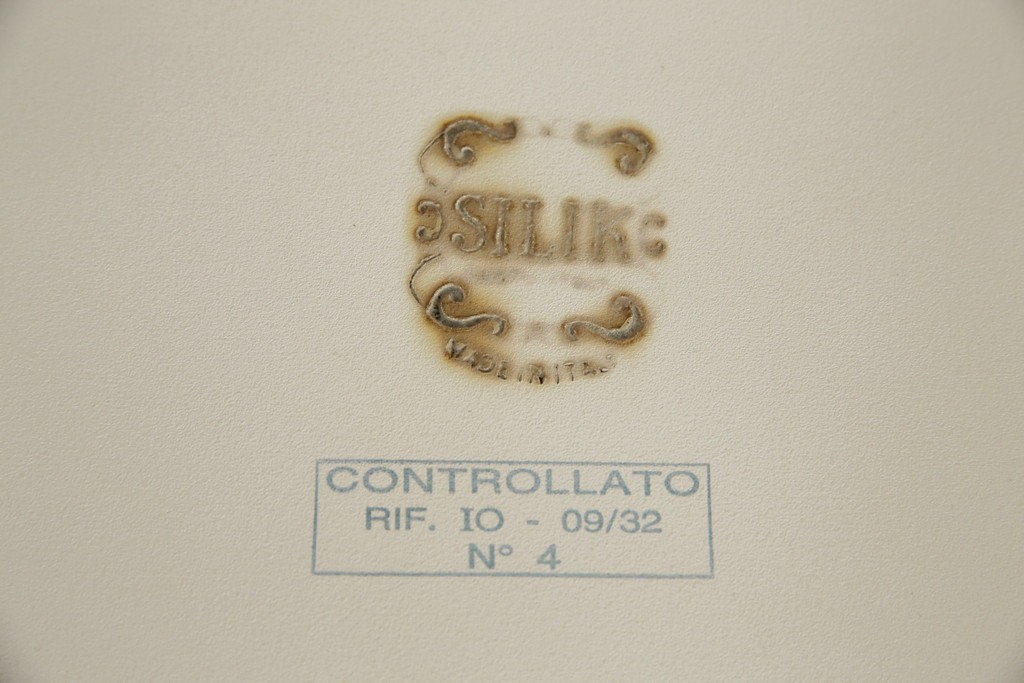 SILIK
MADE IN ITALY
CONTROLLATO
RIF. IO - 09/32
N° 4